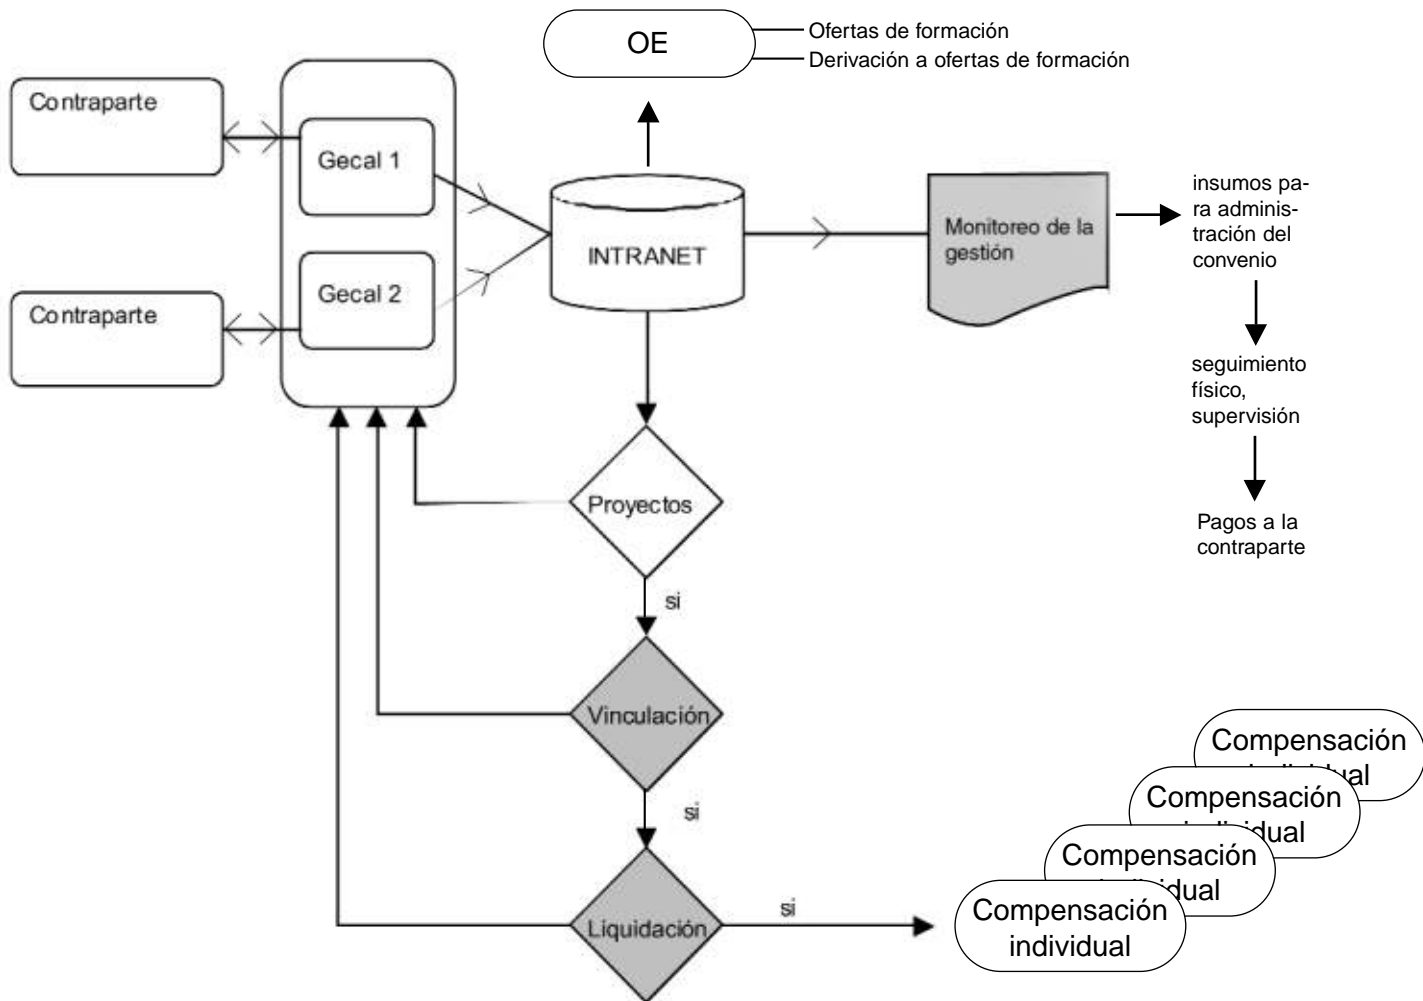 OE
Ofertas de formación
Derivación a ofertas de formación
Contraparte
Gecal 1
Contraparte
Gecal 2
INTRANET
Monitoreo de la
gestión
insumos pa-
ra adminis-
tración del
convenio
seguimiento
físico,
supervisión
Pagos a la
contraparte
Proyectos
si
Vinculación
si
Liquidación
si
Compensación
Compensación
Compensación
Compensación
individual